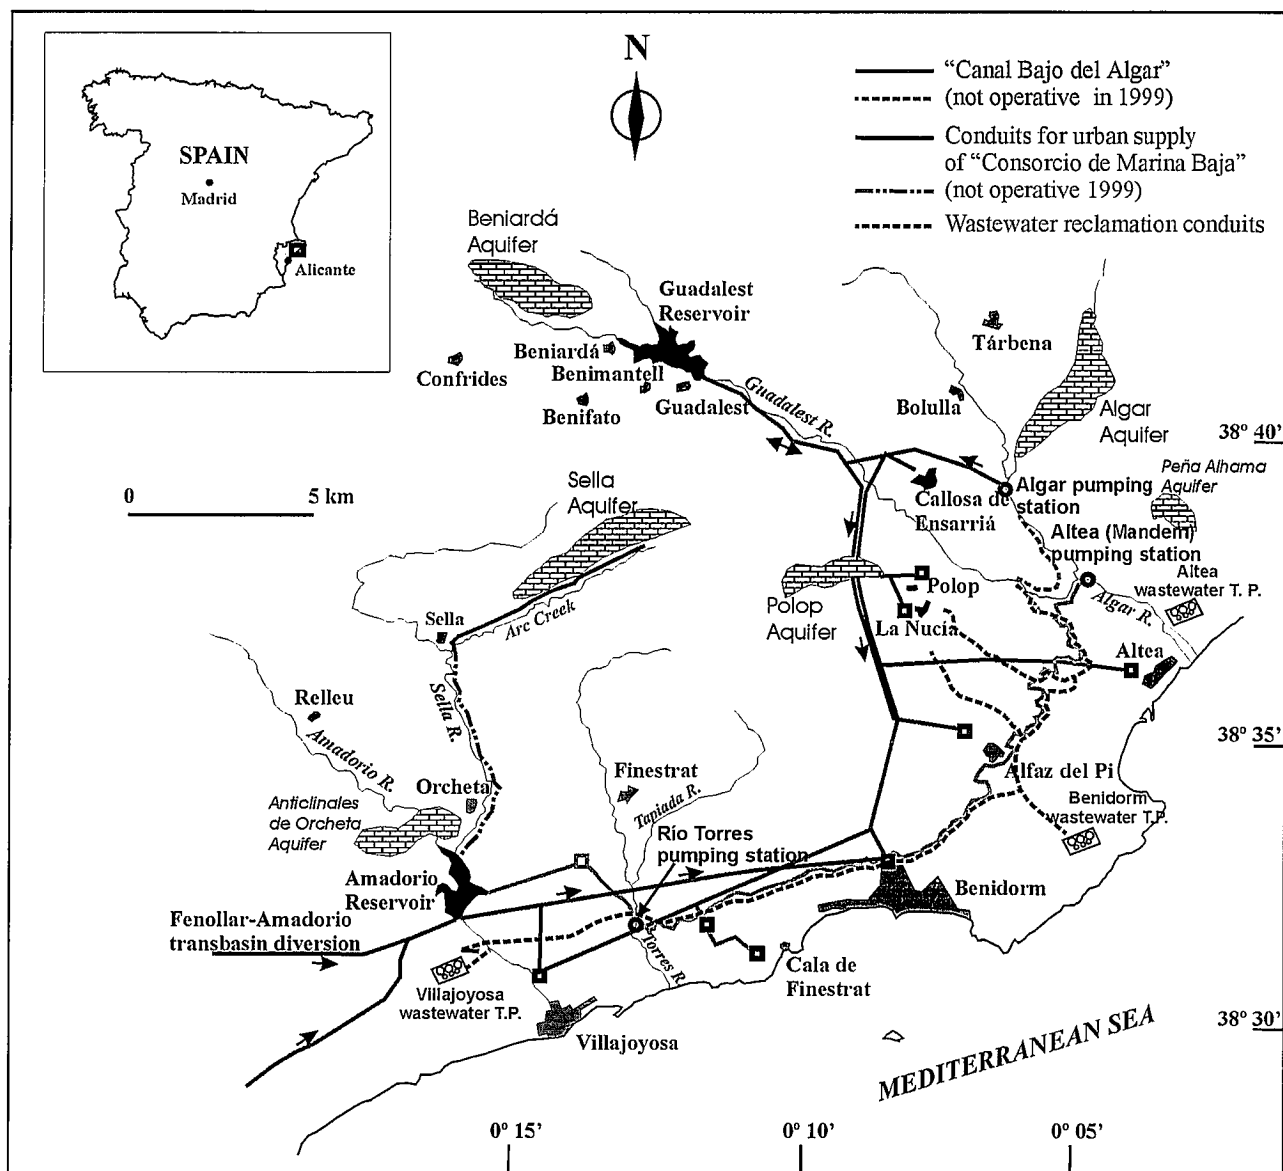 N
"Canal Bajo del Algar"
(not operative in 1999)
Conduits for urban supply
of "Consorcio de Marina Baja"
(not operative 1999)
Wastewater reclamation conduits
SPAIN
Madrid
Alicante
Beniardá
Aquifer
Guadalest
Reservoir
Beniardá
Benimantell
Confrides
Benifato
Guadalest
Guadalest R.
Tárbena
Bolulla
Algar
Aquifer
38° 40'
0
5 km
Sella
Aquifer
Peña Alhama
Aquifer
Callosa de
Ensarriá
Algar pumping
station
Altea (Mandem)
pumping station
Altea
wastewater T. P.
Algar R.
Polop
Polop
Aquifer
La Nucia
Altea
Sella
Arc Creek
Sella R.
Relleu
Amadorio R.
Orcheta
Finestrat
Tapiada R.
38° 35'
Alfaz del Pi
Benidorm
wastewater T.P.
Anticlinales
de Orcheta
Aquifer
Río Torres
pumping station
Amadorio
Reservoir
Benidorm
Fenollar-Amadorio
transbasin diversion
Torres R.
Cala de
Finestrat
Villajoyosa
wastewater T.P.
Villajoyosa
38° 30'
MEDITERRANEAN SEA
0° 15'
0° 10'
0° 05'